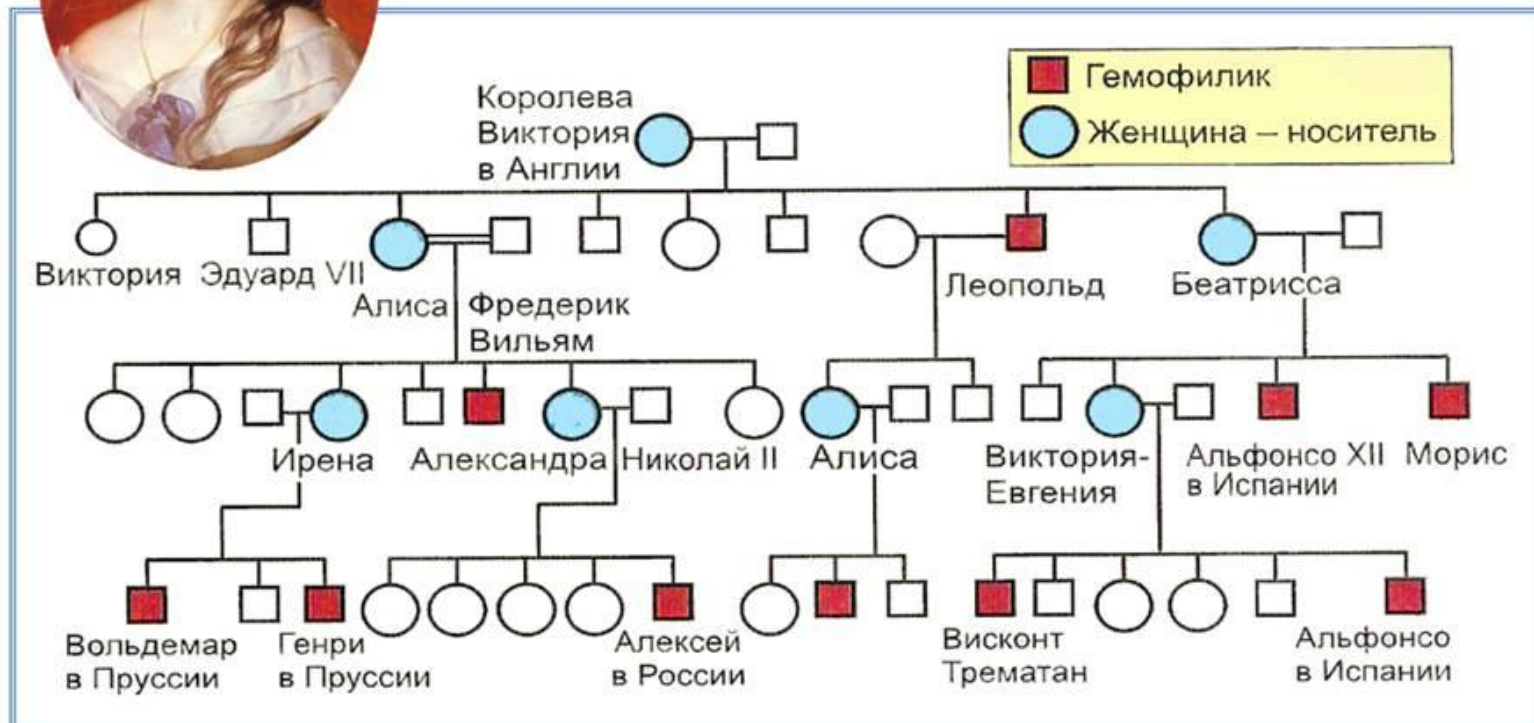 Гемофилик
Женщина – носитель
Королева
Виктория
в Англии
Виктория
Эдуард VII
Алиса
Фредерик
Вильям
Леопольд
Беатрисса
Ирена
Александра
Николай II
Алиса
Виктория-
Евгения
Альфонсо XII
в Испании
Морис
Вольдемар
в Пруссии
Генри
в Пруссии
Алексей
в России
Висконт
Трематан
Альфонсо
в Испании